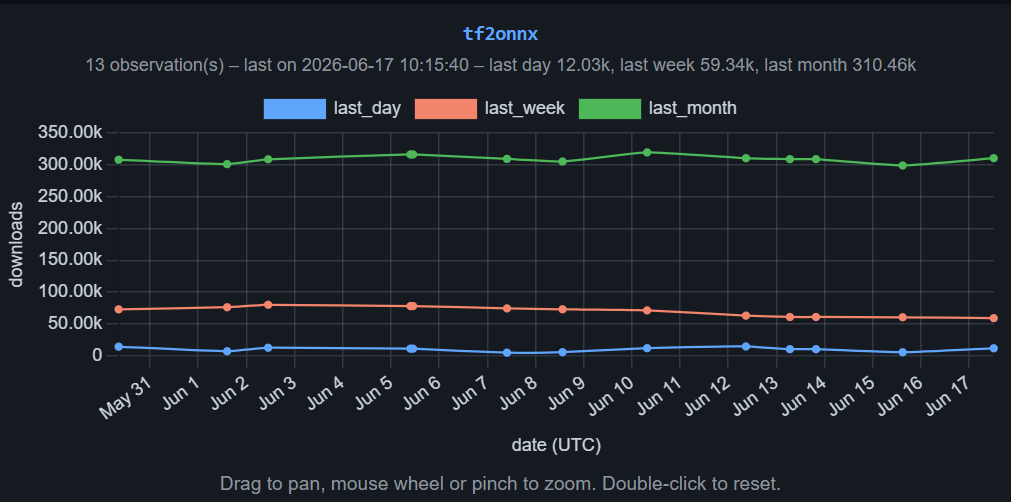 tf2onnx
13 observation(s) – last on 2026-06-17 10:15:40 – last day 12.03k, last week 59.34k, last month 310.46k
last_day last_week last_month
350.00k
300.00k
250.00k
200.00k
150.00k
100.00k
50.00k
0
downloads
May 31 Jun 1 Jun 2 Jun 3 Jun 4 Jun 5 Jun 6 Jun 7 Jun 8 Jun 9 Jun 10 Jun 11 Jun 12 Jun 13 Jun 14 Jun 15 Jun 16 Jun 17
date (UTC)
Drag to pan, mouse wheel or pinch to zoom. Double-click to reset.